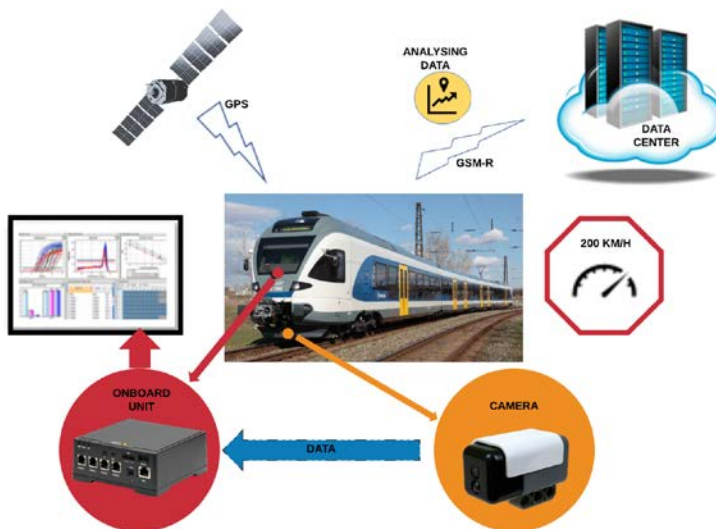 GPS
ANALYSING
DATA
GSM-R
DATA
CENTER
200 KM/H
ONBOARD
UNIT
DATA
CAMERA